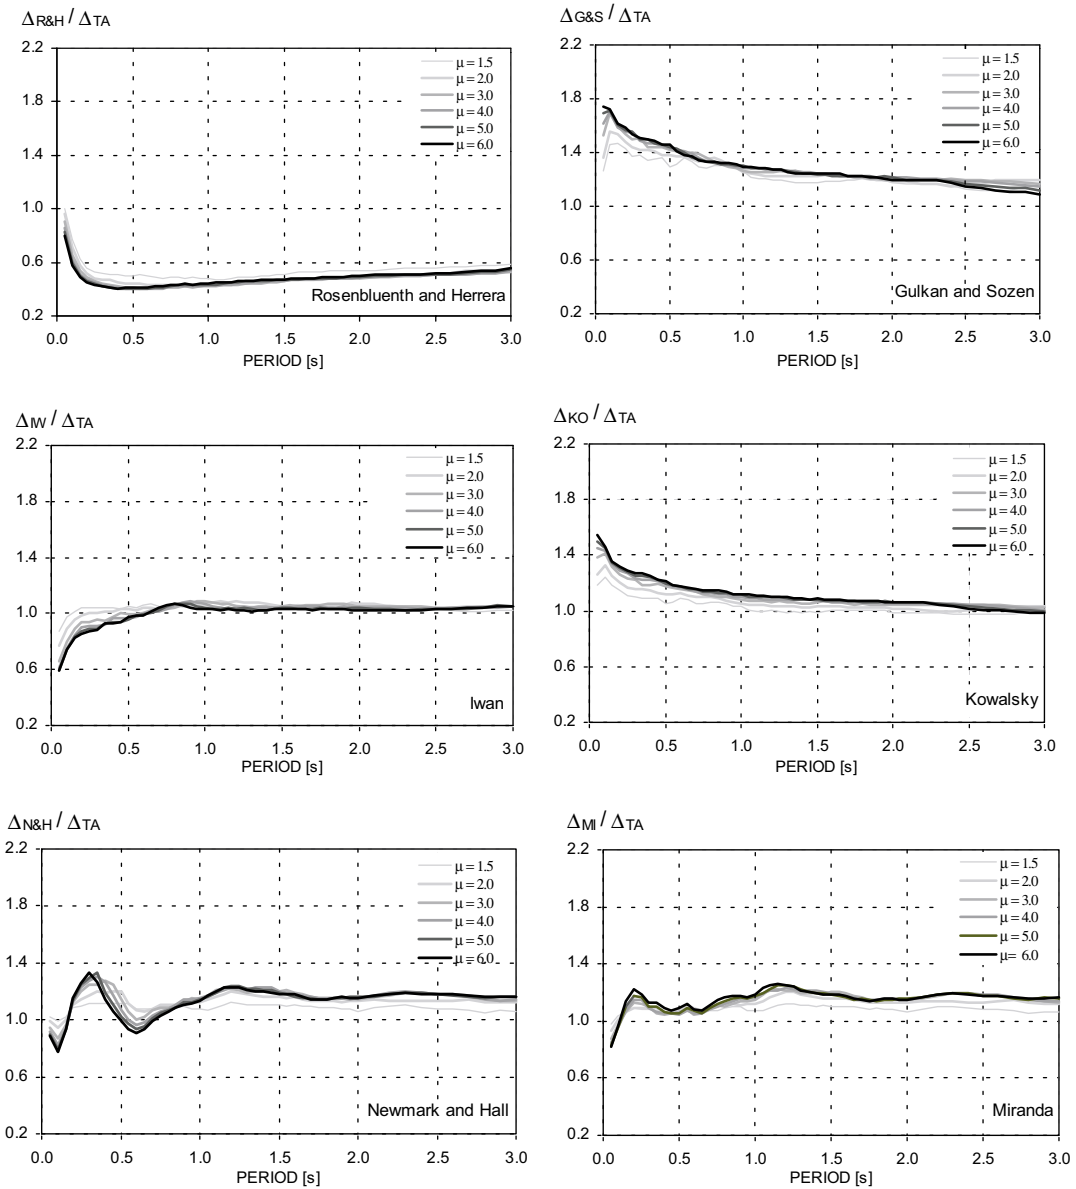 ΔR&H / ΔTA
2.2
1.8
1.4
1.0
0.6
0.2
μ = 1.5
μ = 2.0
μ = 3.0
μ = 4.0
μ = 5.0
μ = 6.0
Rosenbluenth and Herrera
0.0 0.5 1.0 1.5 2.0 2.5 3.0
PERIOD [s]
ΔG&S / ΔTA
2.2
1.8
1.4
1.0
0.6
0.2
μ = 1.5
μ = 2.0
μ = 3.0
μ = 4.0
μ = 5.0
μ = 6.0
Gulkan and Sozen
0.0 0.5 1.0 1.5 2.0 2.5 3.0
PERIOD [s]
ΔIW / ΔTA
2.2
1.8
1.4
1.0
0.6
0.2
μ = 1.5
μ = 2.0
μ = 3.0
μ = 4.0
μ = 5.0
μ = 6.0
Iwan
0.0 0.5 1.0 1.5 2.0 2.5 3.0
PERIOD [s]
ΔKO / ΔTA
2.2
1.8
1.4
1.0
0.6
0.2
μ = 1.5
μ = 2.0
μ = 3.0
μ = 4.0
μ = 5.0
μ = 6.0
Kowalsky
0.0 0.5 1.0 1.5 2.0 2.5 3.0
PERIOD [s]
ΔN&H / ΔTA
2.2
1.8
1.4
1.0
0.6
0.2
μ = 1.5
μ = 2.0
μ = 3.0
μ = 4.0
μ = 5.0
μ = 6.0
Newmark and Hall
0.0 0.5 1.0 1.5 2.0 2.5 3.0
PERIOD [s]
ΔMI / ΔTA
2.2
1.8
1.4
1.0
0.6
0.2
μ = 1.5
μ = 2.0
μ = 3.0
μ = 4.0
μ = 5.0
μ= 6.0
Miranda
0.0 0.5 1.0 1.5 2.0 2.5 3.0
PERIOD [s]